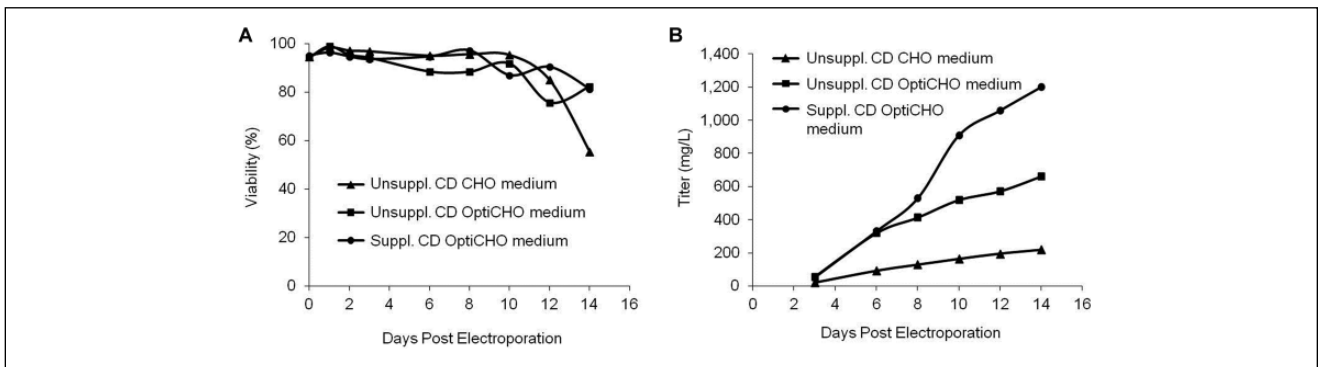 A
100
80
60
40
20
0
Viability (%)
Unsuppl. CD CHO medium
Unsuppl. CD OptiCHO medium
Suppl. CD OptiCHO medium
0 2 4 6 8 10 12 14 16
Days Post Electroporation
B
1,400
1,200
1,000
800
600
400
200
0
Titer (mg/L)
Unsuppl. CD CHO medium
Unsuppl. CD OptiCHO medium
Suppl. CD OptiCHO
medium
0 2 4 6 8 10 12 14 16
Days Post Electroporation